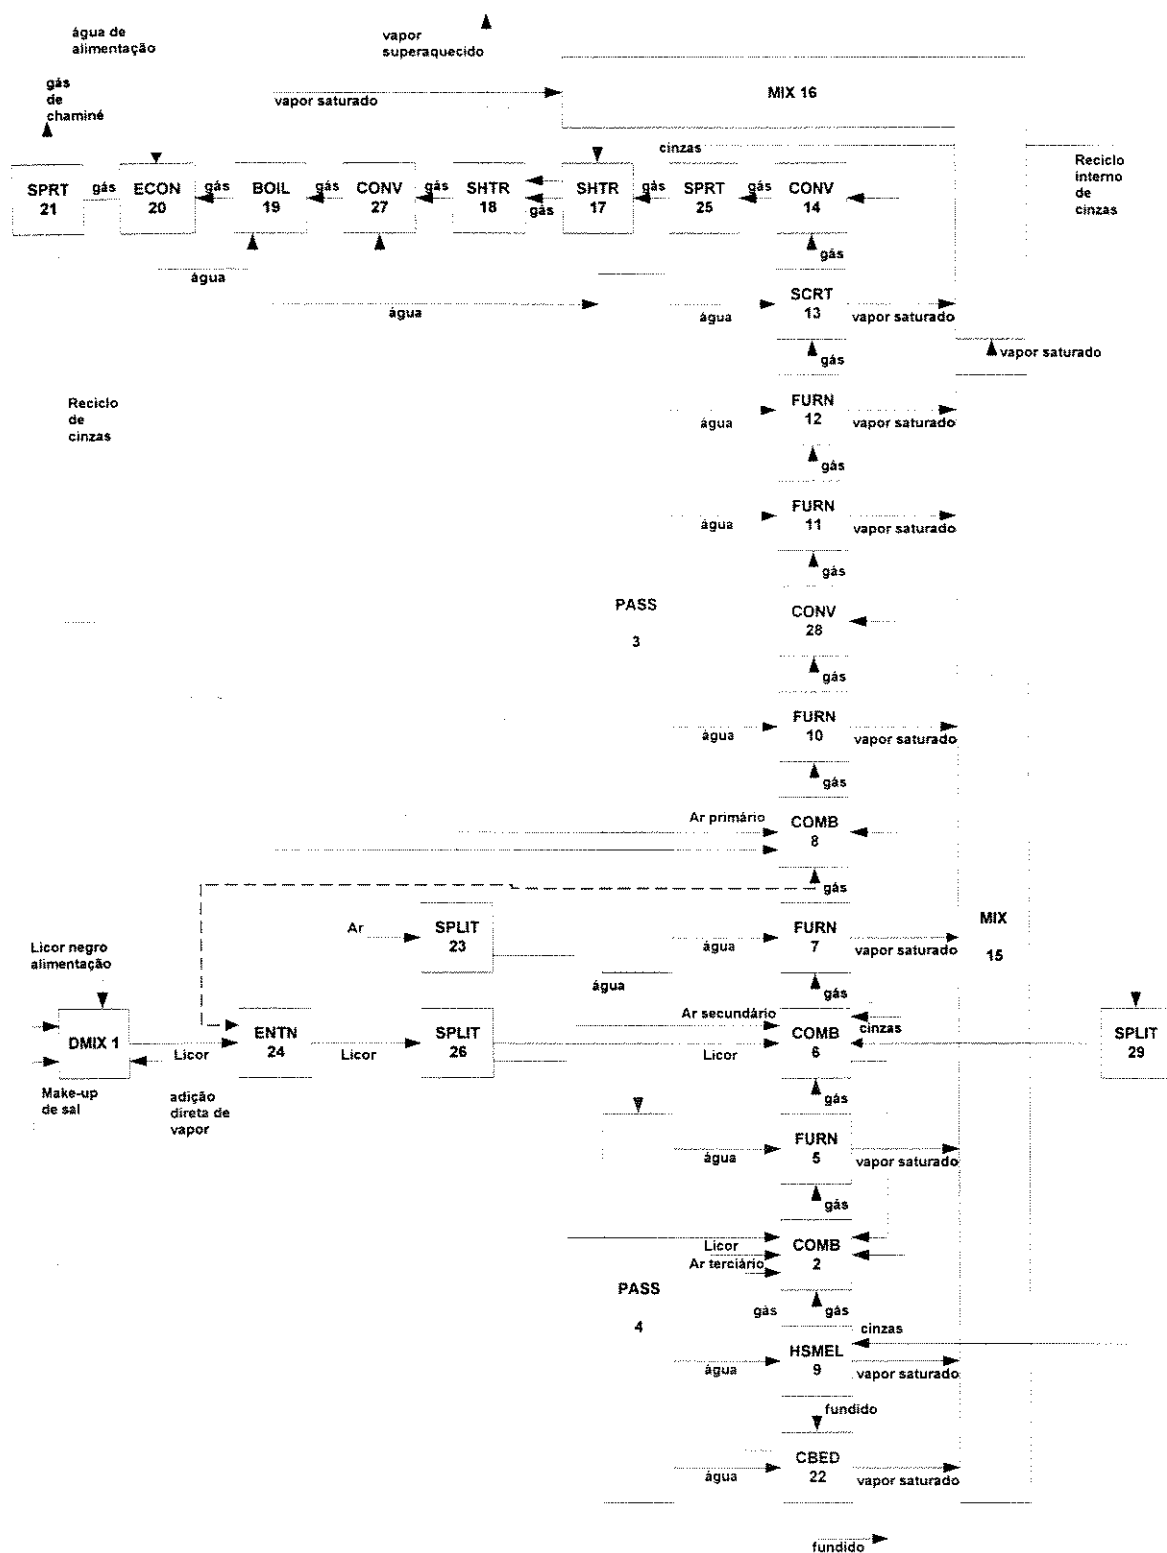 água de
alimentação
vapor
superaquecido
gás
de
chaminé
vapor saturado
MIX 16
cinzas
Reciclo
interno
de
cinzas
SPRT
21
gás
ECON
20
gás
BOIL
19
gás
CONV
27
gás
SHTR
18
gás
SHTR
17
gás
SPRT
25
gás
CONV
14
gás
água
água
água
SCRT
13
vapor saturado
gás
vapor saturado
Reciclo
de
cinzas
água
FURN
12
vapor saturado
gás
água
FURN
11
vapor saturado
gás
PASS
3
CONV
28
gás
água
FURN
10
vapor saturado
gás
Ar primário
COMB
8
gás
Ar
SPLIT
23
água
água
FURN
7
vapor saturado
MIX
15
gás
Licor negro
alimentação
DMIX 1
Licor
ENTN
24
Licor
SPLIT
26
Ar secundário
Licor
COMB
6
cinzas
SPLIT
29
Make-up
de sal
adição
direta de
vapor
gás
água
FURN
5
vapor saturado
gás
Licor
Ar terciário
COMB
2
PASS
4
gás
gás
cinzas
água
HSMEL
9
vapor saturado
fundido
água
CBED
22
vapor saturado
fundido